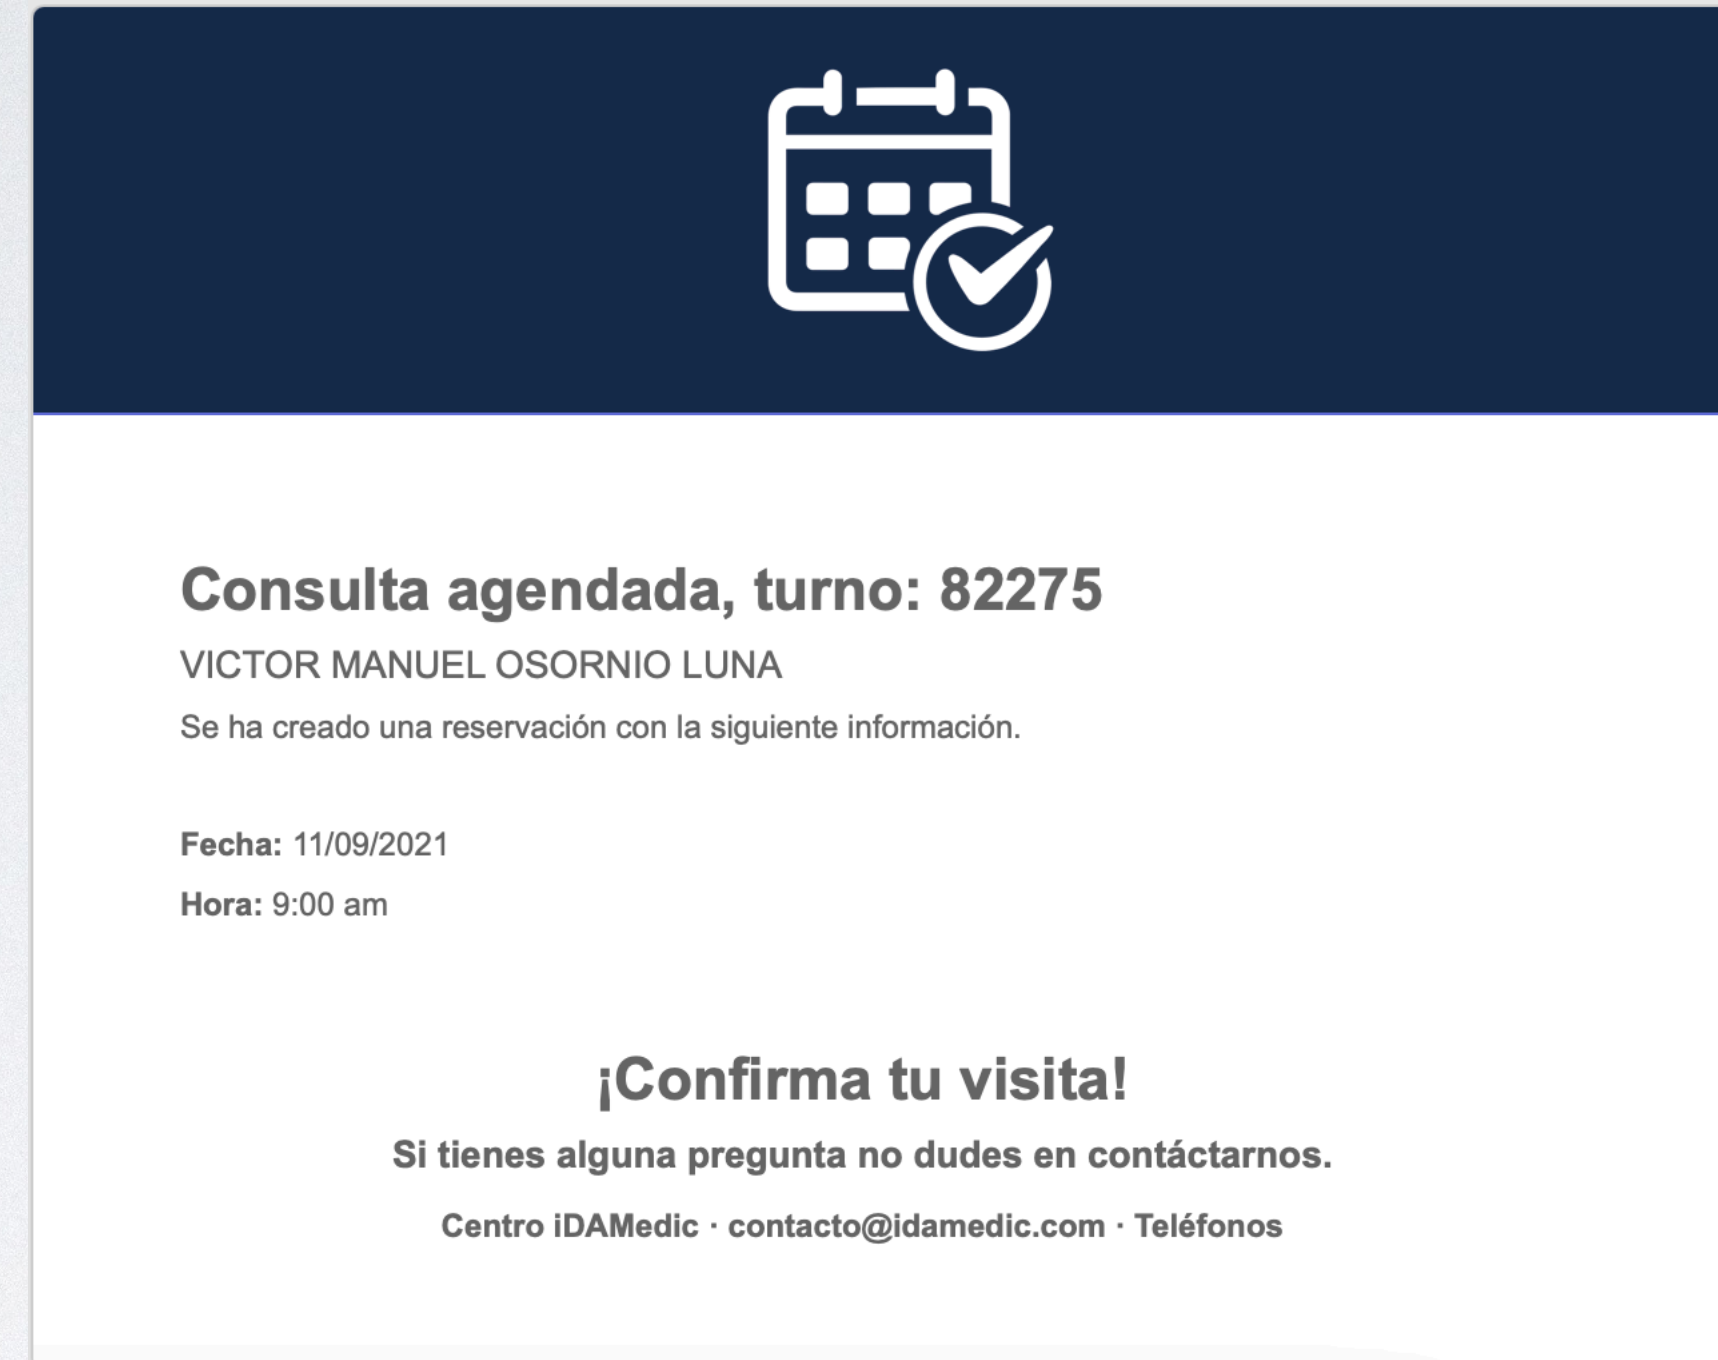 Consulta agendada, turno: 82275
VICTOR MANUEL OSORNIO LUNA
Se ha creado una reservación con la siguiente información.
Fecha: 11/09/2021
Hora: 9:00 am
¡Confirma tu visita!
Si tienes alguna pregunta no dudes en contáctarnos.
Centro iDAMedic · contacto@idamedic.com · Teléfonos